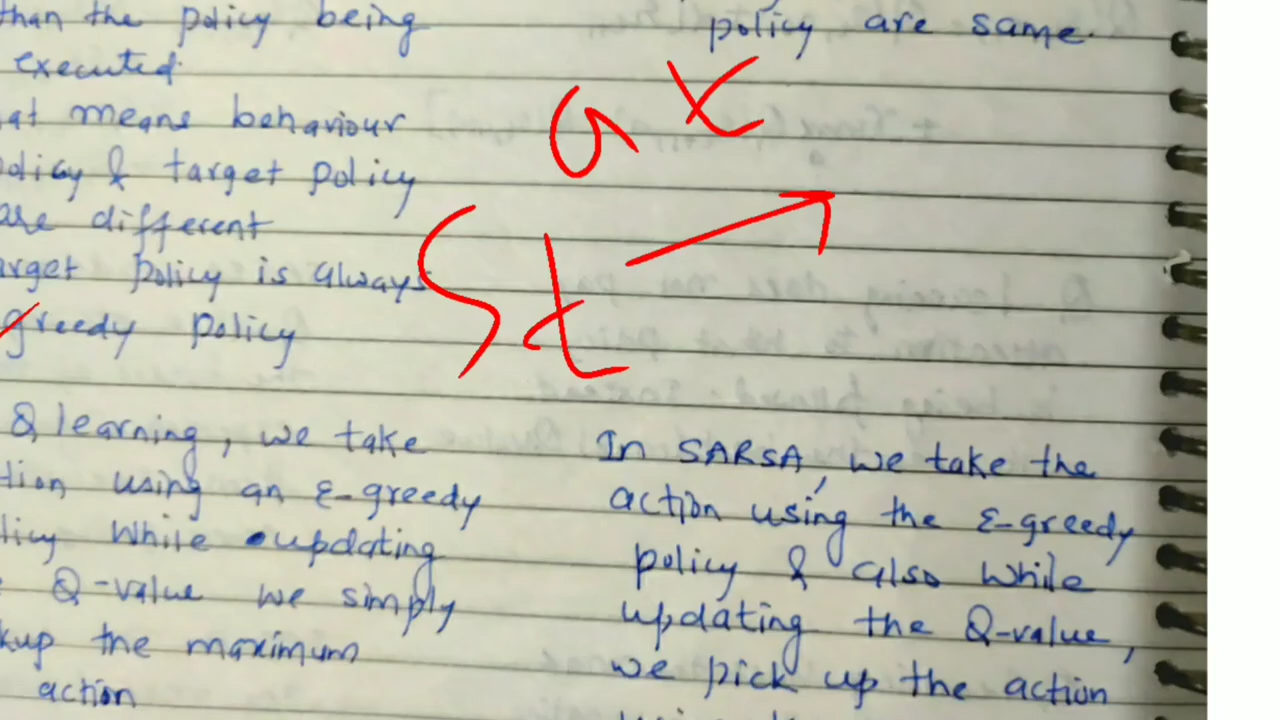 than the policy being
executed
at means behaviour
policy & target policy
are different
target policy is always
greedy policy
policy are same.
at
St
Q learning, we take
tion using an ε-greedy
licy while updating
Q-value we simply
kup the maximum
action
In SARSA, we take the
action using the ε-greedy
policy & also while
updating the Q-value,
we pick up the action